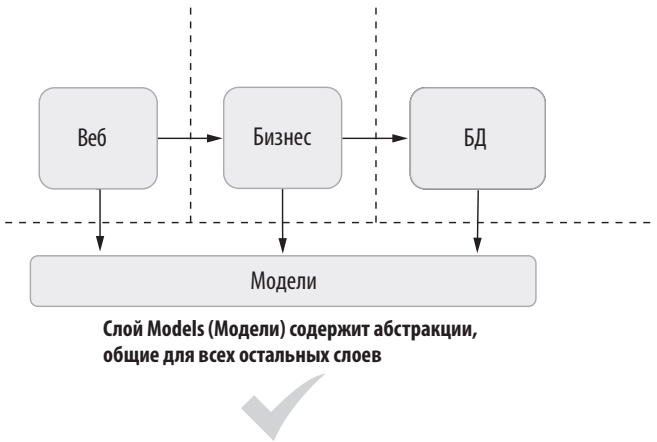 Веб
Бизнес
БД
Модели
Слой Models (Модели) содержит абстракции,
общие для всех остальных слоев